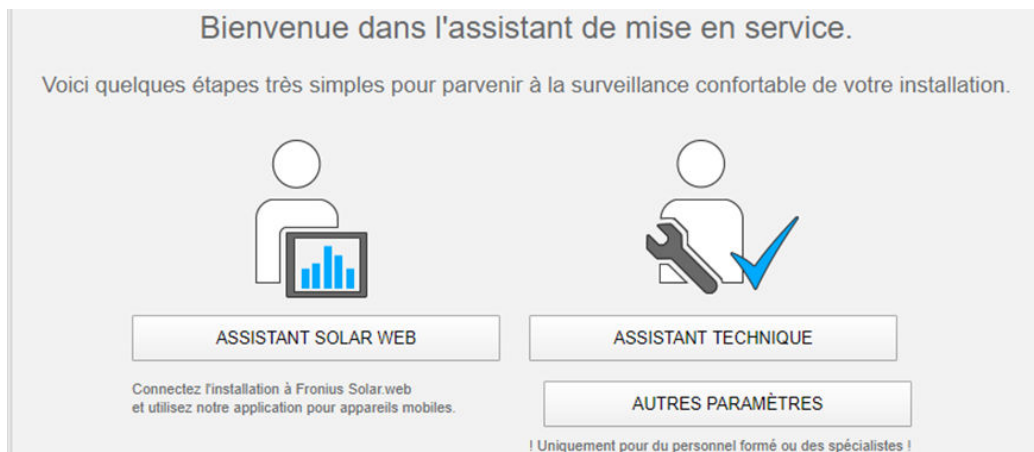 Bienvenue dans l'assistant de mise en service.
Voici quelques étapes très simples pour parvenir à la surveillance confortable de votre installation.
ASSISTANT SOLAR WEB
Connectez l'installation à Fronius Solar.web
et utilisez notre application pour appareils mobiles.
ASSISTANT TECHNIQUE
AUTRES PARAMÈTRES
! Uniquement pour du personnel formé ou des spécialistes !